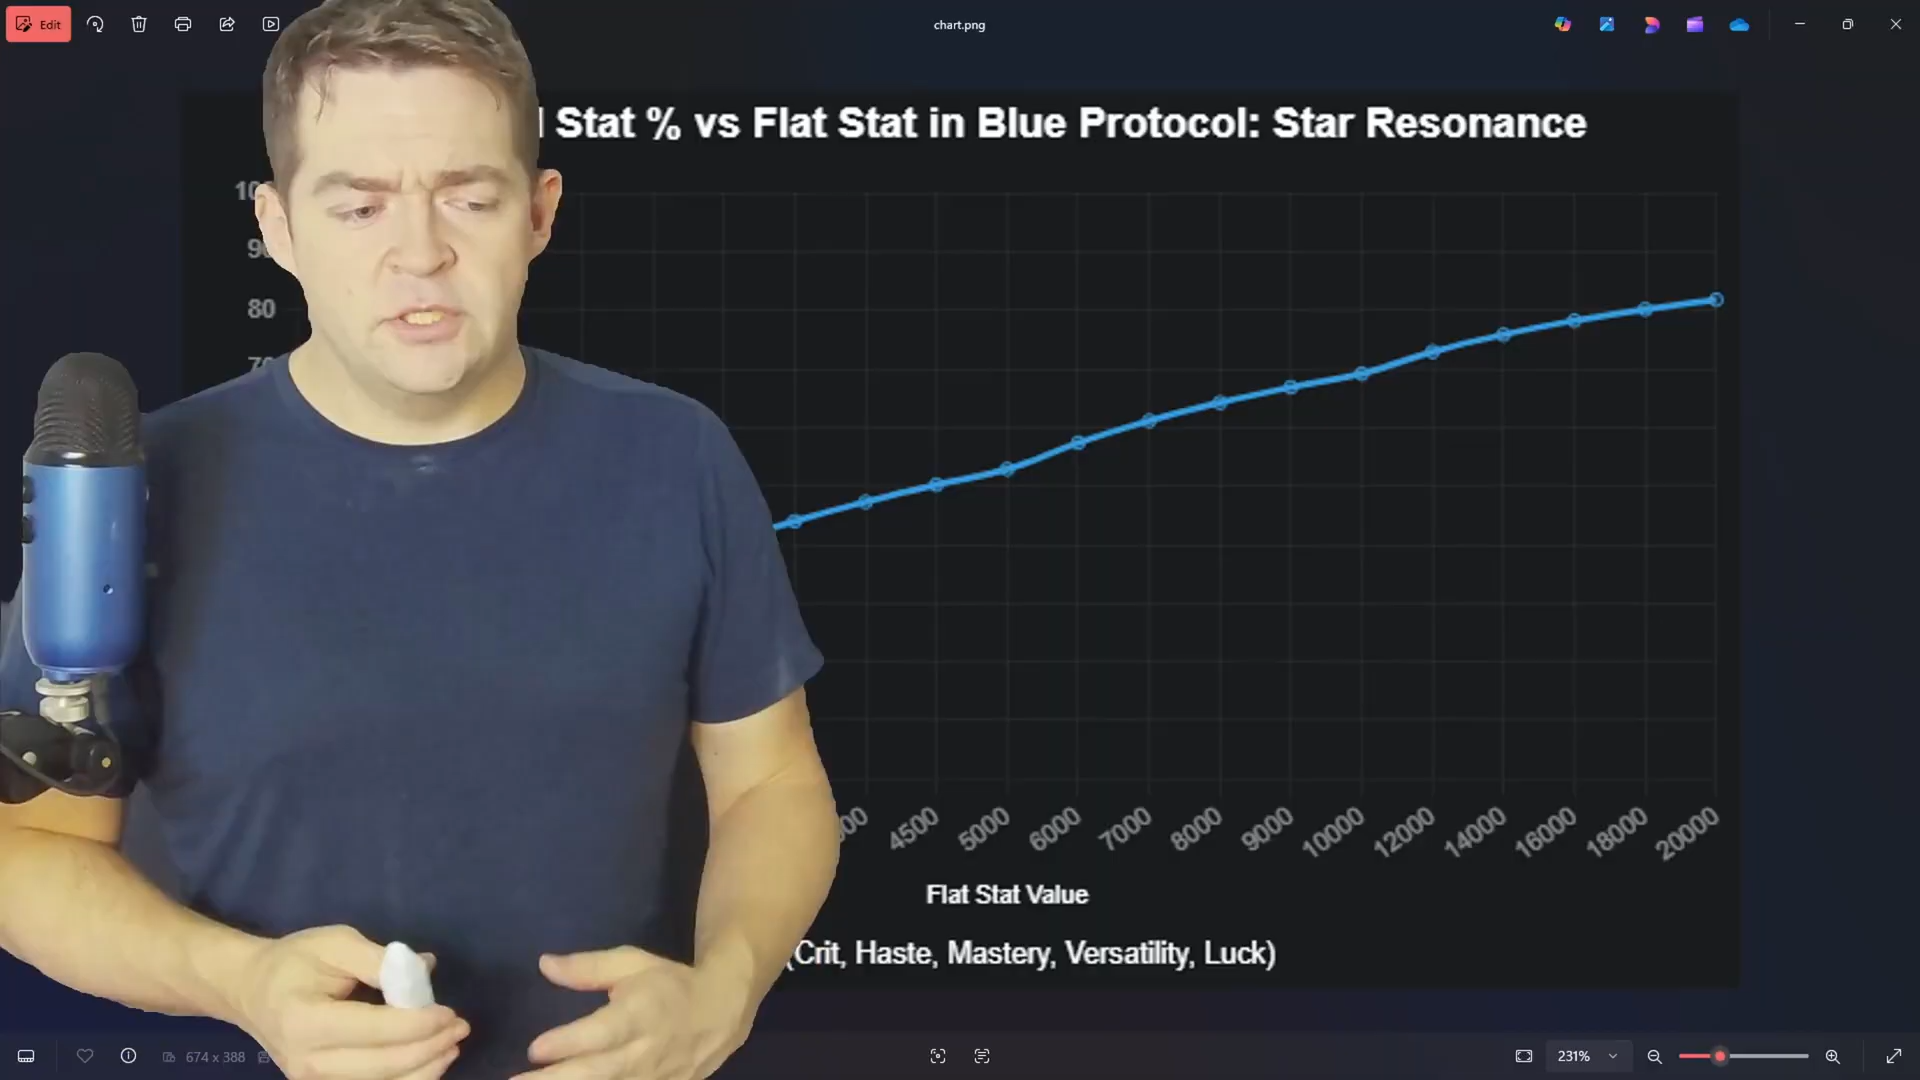 Edit
chart.png
Stat % vs Flat Stat in Blue Protocol: Star Resonance
80
4500
5000
6000
7000
8000
9000
10000
12000
14000
16000
18000
20000
Flat Stat Value
(Crit, Haste, Mastery, Versatility, Luck)
674 x 388
231%